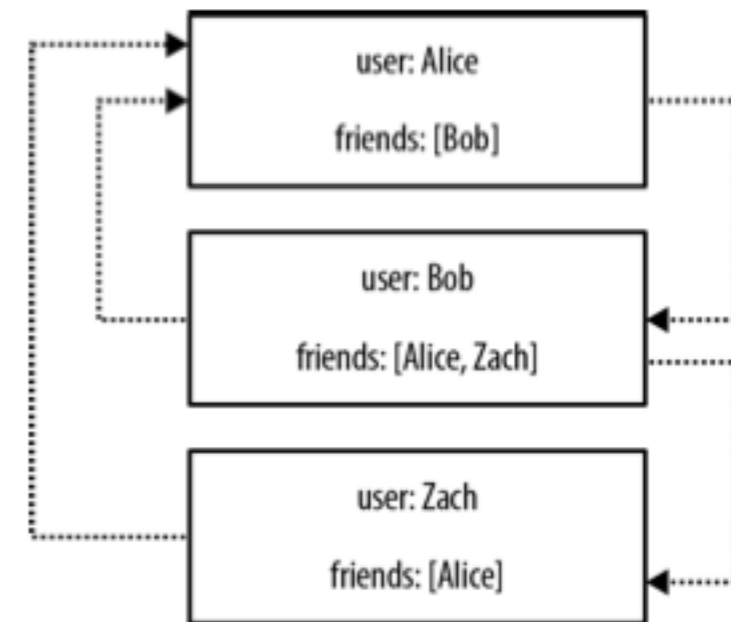 user: Alice
friends: [Bob]
user: Bob
friends: [Alice, Zach]
user: Zach
friends: [Alice]